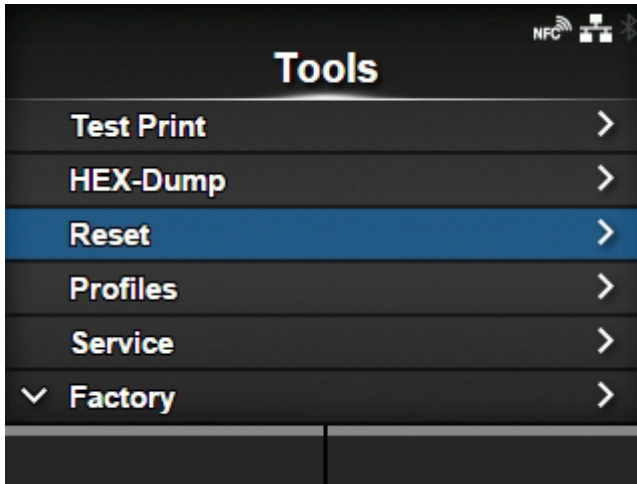 NFC
Tools
Test Print
HEX-Dump
Reset
Profiles
Service
Factory